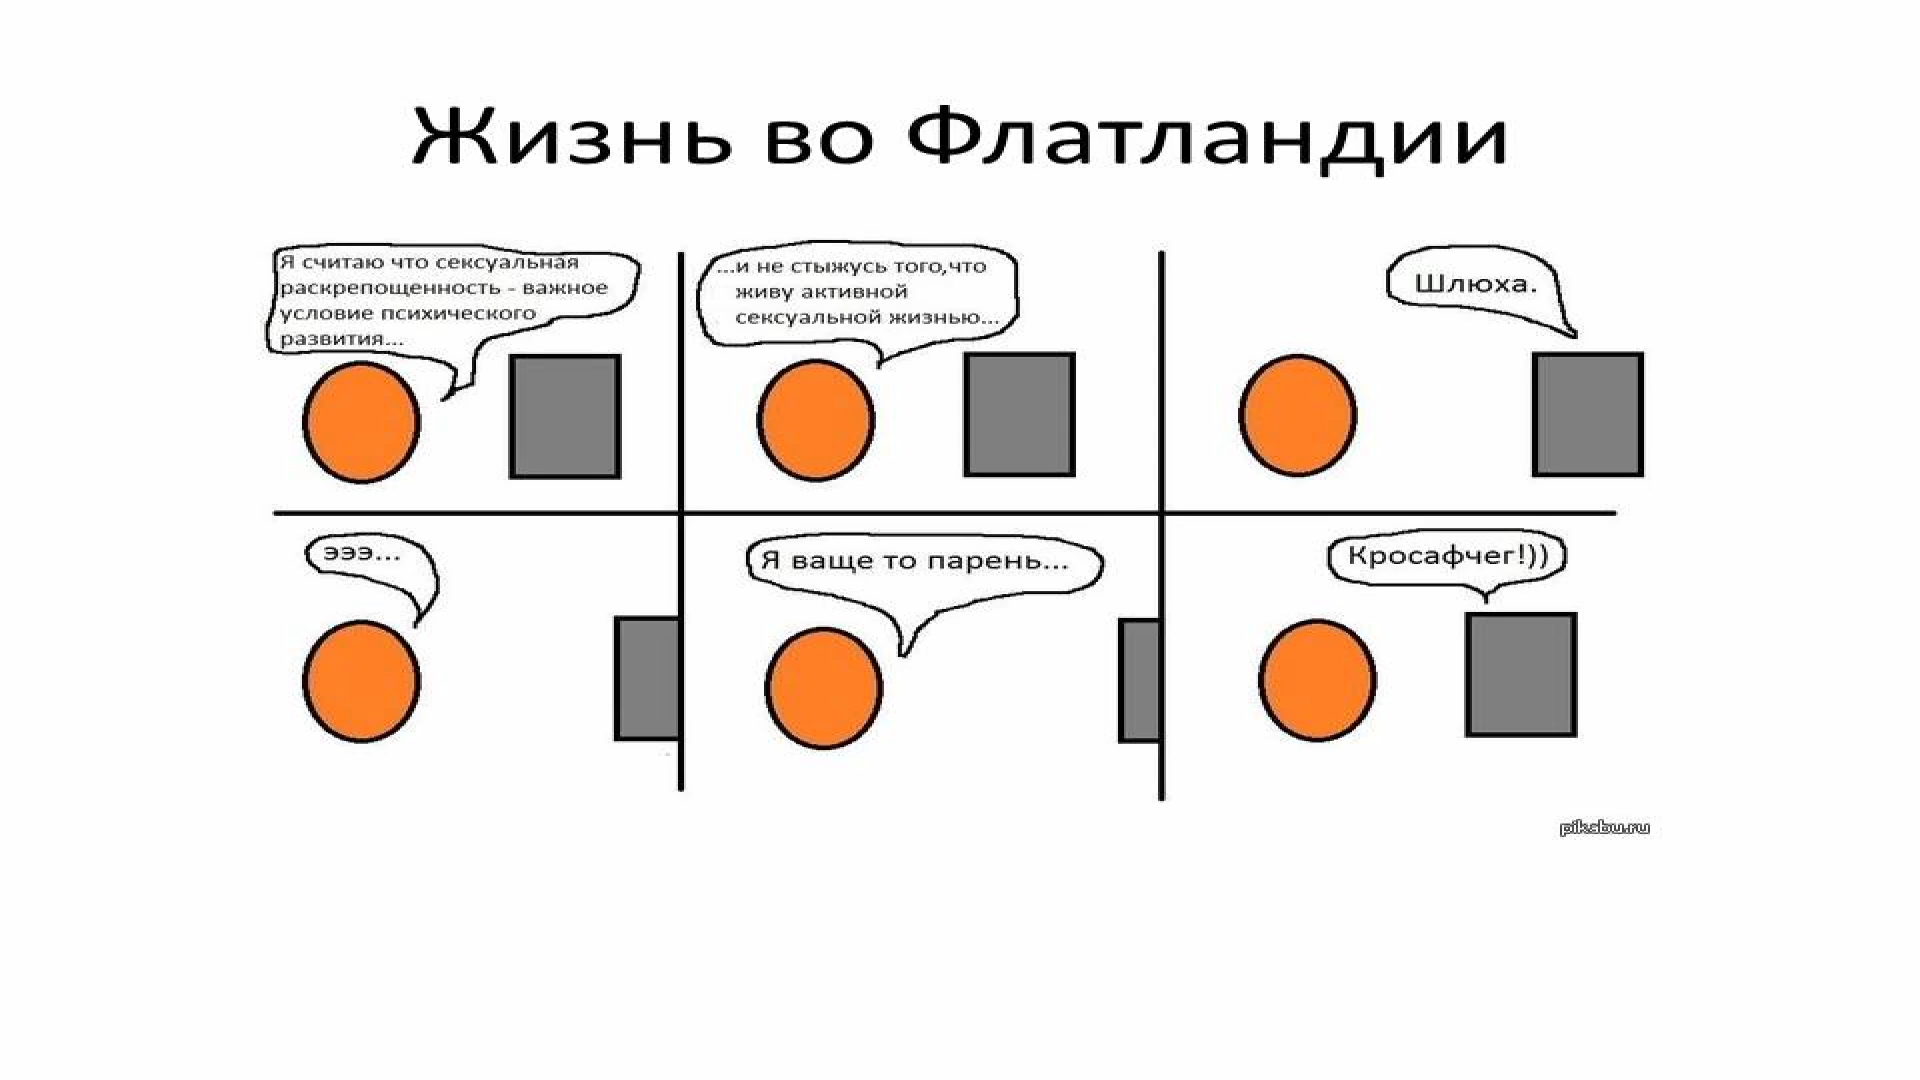 Жизнь во Флатландии
Я считаю что сексуальная
раскрепощенность - важное
условие психического
развития...
...и не стыжусь того,что
живу активной
сексуальной жизнью...
Шлюха.
эээ...
Я ваще то парень...
Кросафчег!))
pikabu.ru